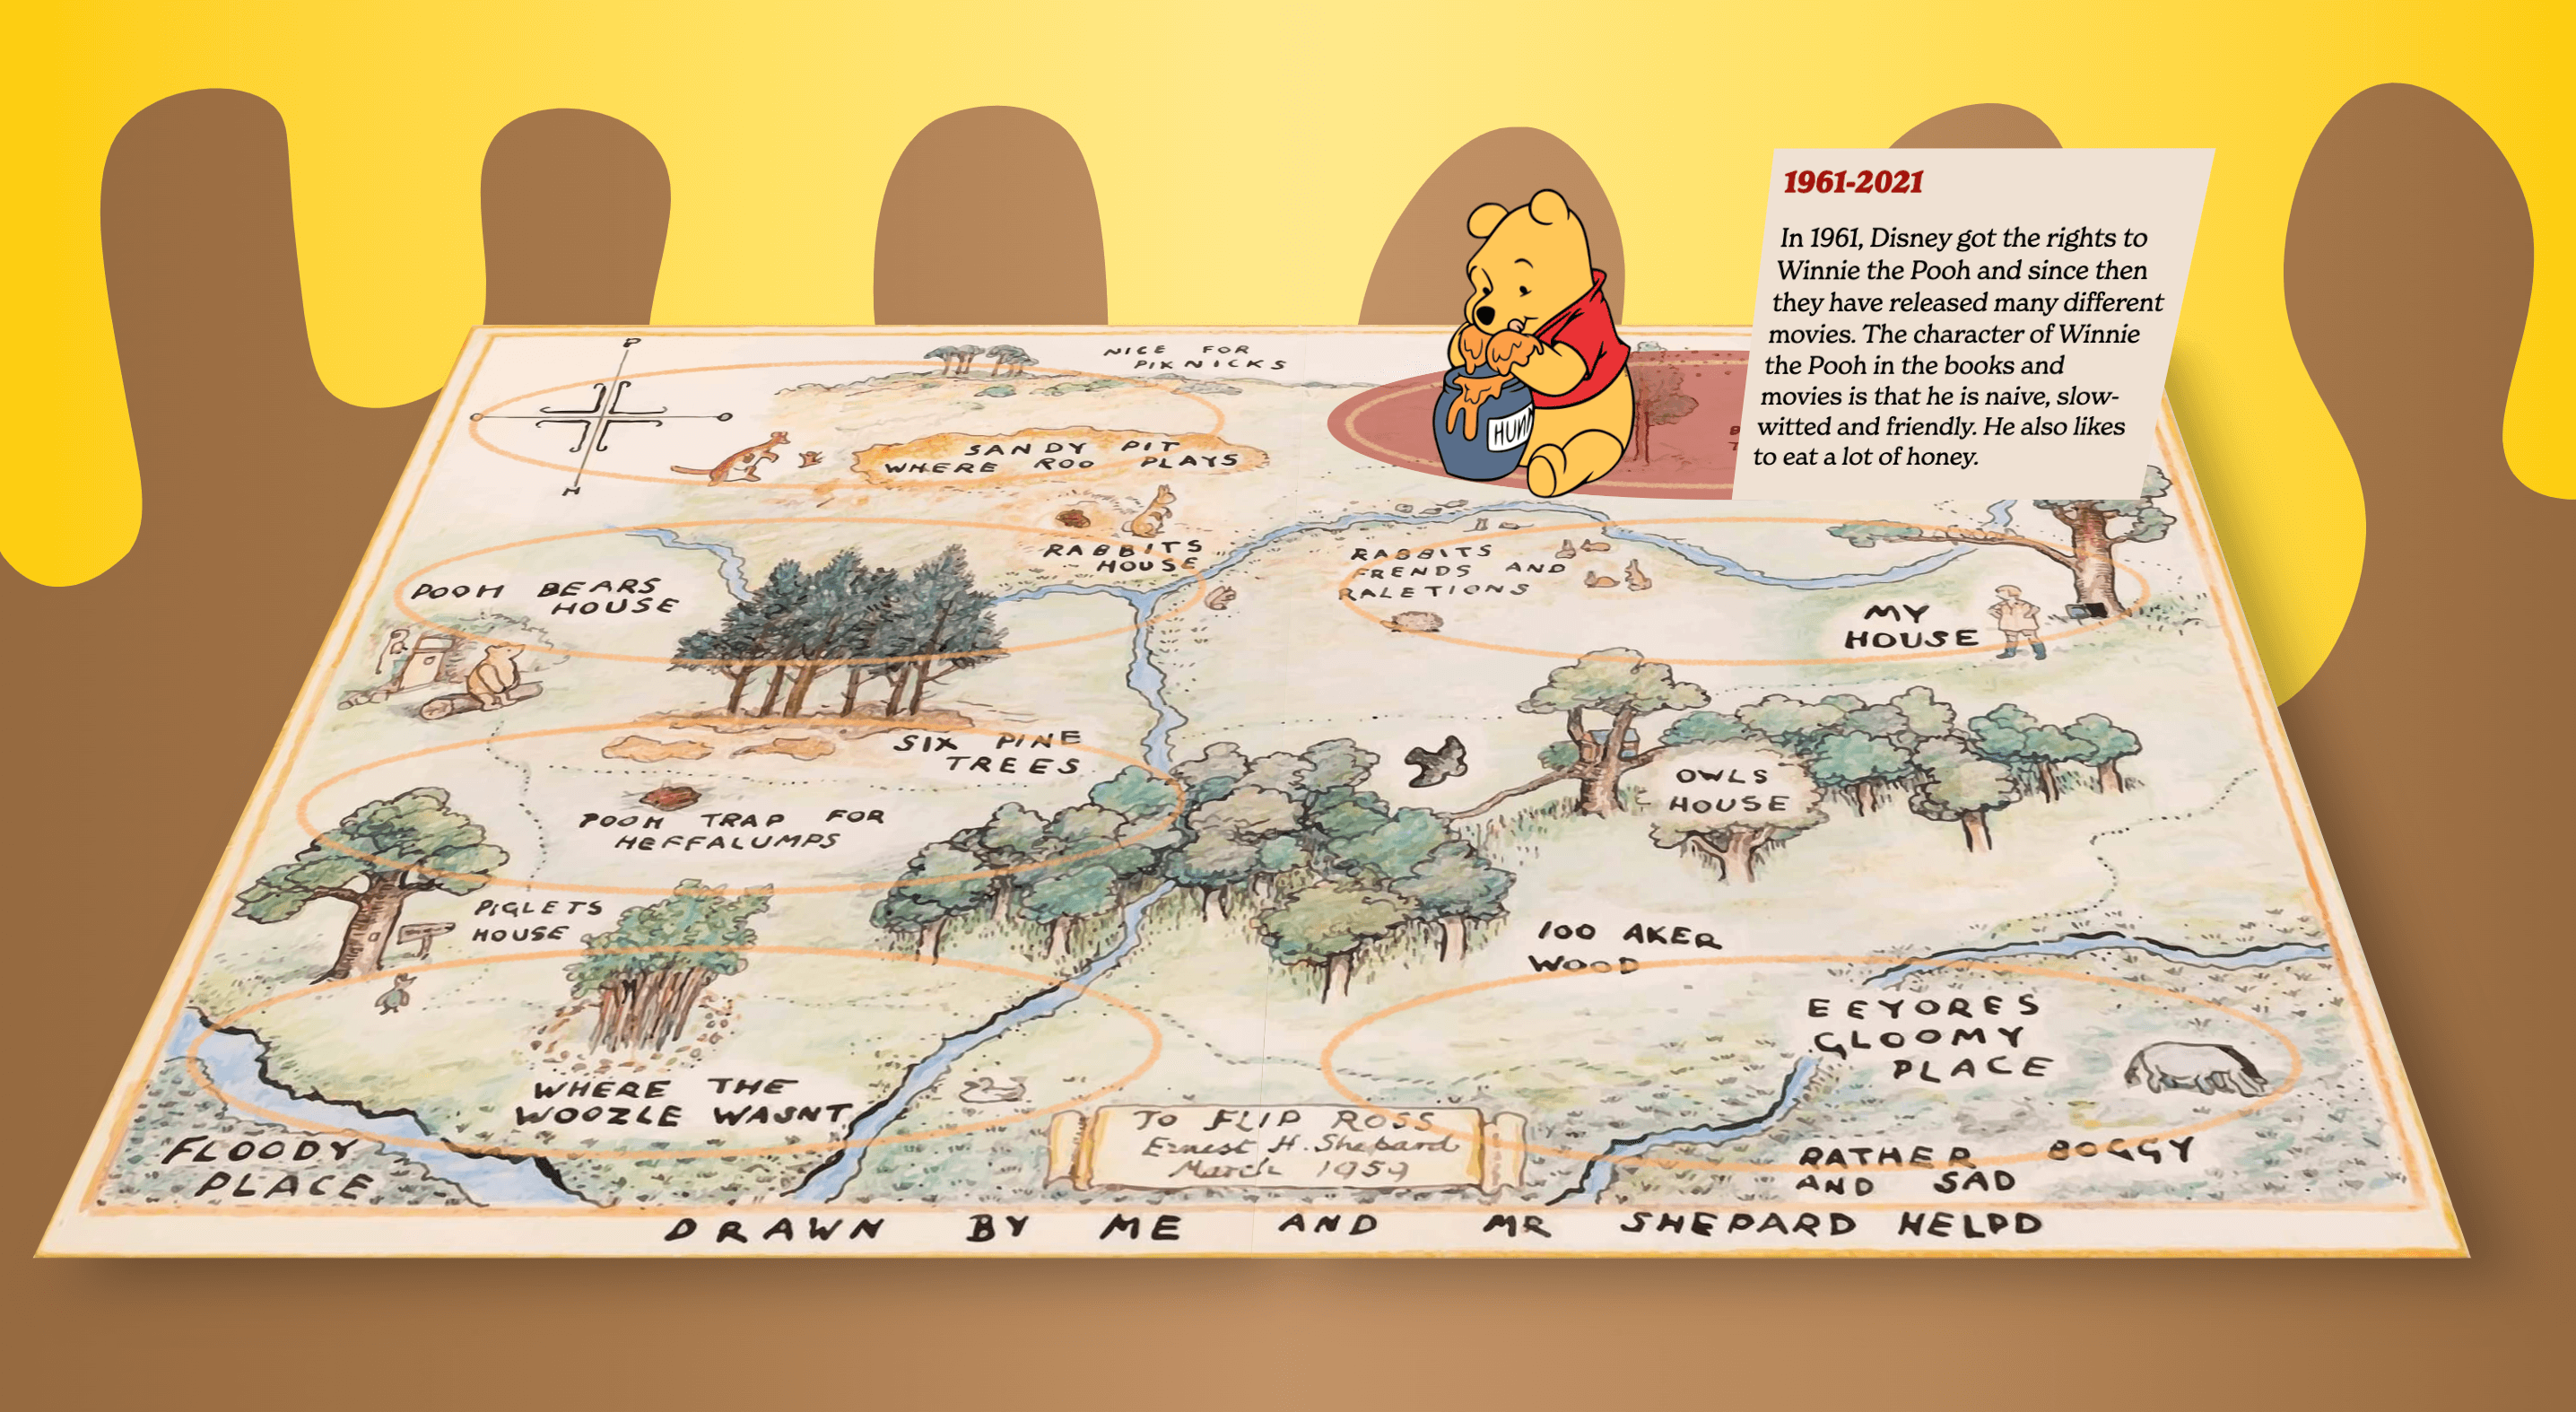 1961-2021
In 1961, Disney got the rights to
Winnie the Pooh and since then
they have released many different
movies. The character of Winnie
the Pooh in the books and
movies is that he is naive, slow-
witted and friendly. He also likes
to eat a lot of honey.
P
O
H
O
NICE FOR
PIKNICKS
HUNN
SANDY PIT
WHERE ROO PLAYS
RABBITS
HOUSE
RABBITS
FRENDS AND
RALETIONS
POOH BEARS
HOUSE
MY
HOUSE
SIX PINE
TREES
OWLS
HOUSE
POOH TRAP FOR
HEFFALUMPS
PIGLETS
HOUSE
100 AKER
WOOD
EEYORES
GLOOMY
PLACE
WHERE THE
WOOZLE WASNT
TO FLIP ROSS
Ernest H. Shepard
March 1959
FLOODY
PLACE
RATHER BOGGY
AND SAD
DRAWN BY ME AND MR SHEPARD HELPD